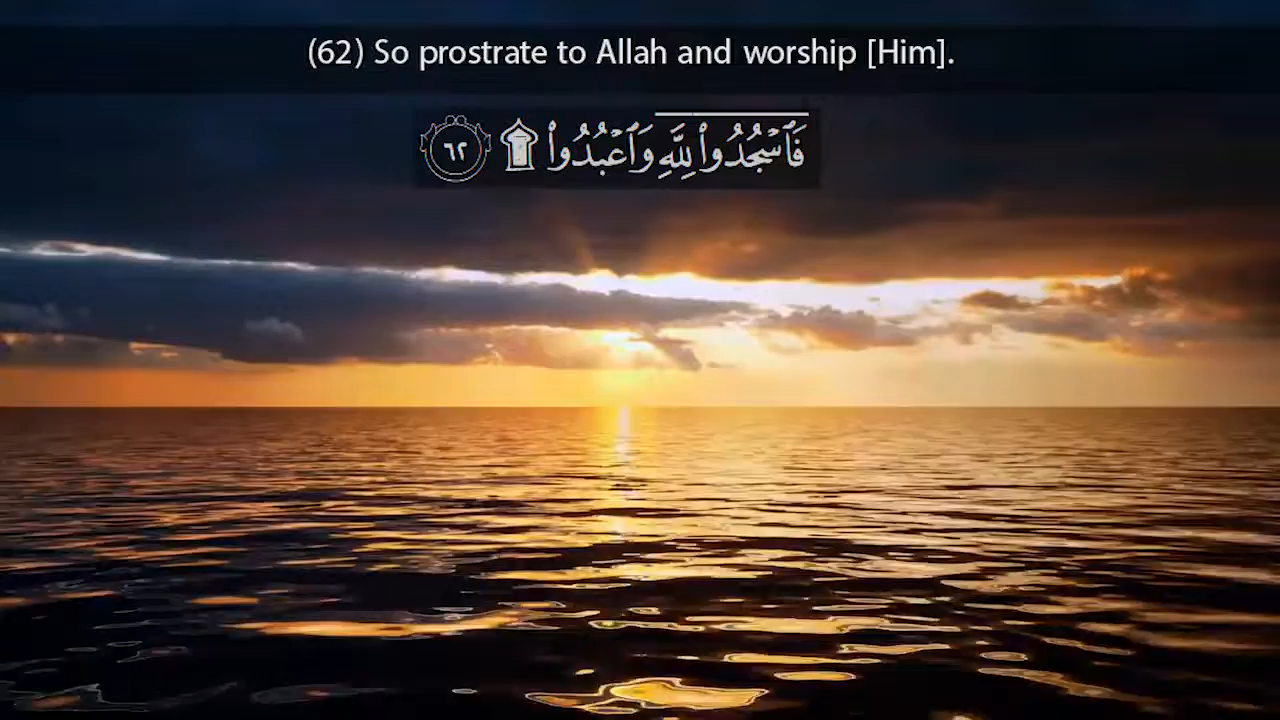 (62) So prostrate to Allah and worship [Him].
فَٱسْجُدُوا۟ لِلَّهِ وَٱعْبُدُوا۟ ۩ ٦٢